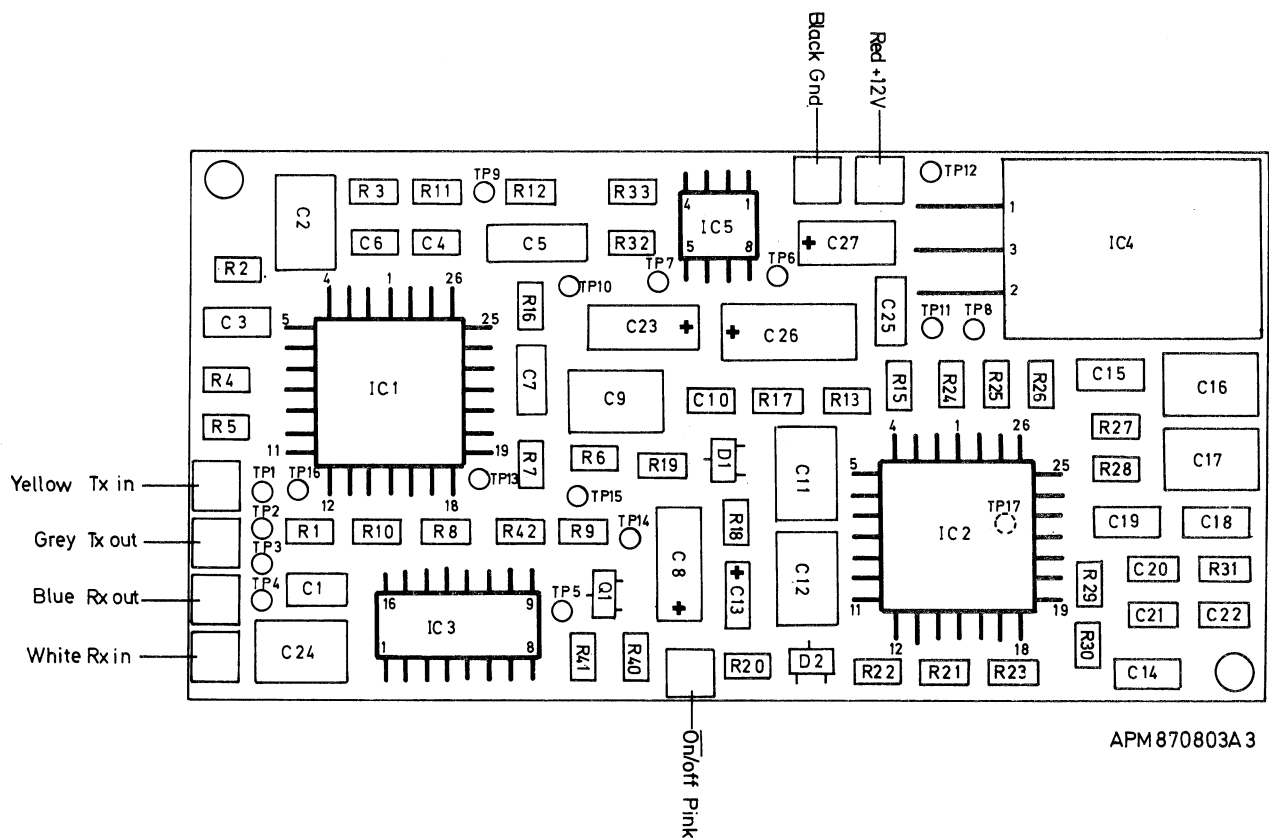 Black Gnd
Red +12V
TP12
TP9
R3
R11
R12
R33
4
1
IC5
5
8
C2
C6
C4
C5
R32
+
C27
1
3
2
IC4
R2
TP7
TP6
TP10
4
1
26
C3
5
25
R16
C23
+
+
C26
C25
TP11
TP8
IC1
C7
C9
C10
R17
R13
R15
R24
R25
R26
C15
C16
R4
R5
R27
11
19
R7
R6
R19
D1
C11
4
1
26
5
25
R28
C17
Yellow Tx in
TP1
TP16
12
18
TP13
TP15
TP17
Grey Tx out
TP2
R1
R10
R8
R42
R9
TP14
C8
+
R18
IC2
C19
C18
TP3
Blue Rx out
TP4
C1
16
9
TP5
Q1
+
C13
C12
11
19
R29
C20
R31
IC3
C21
C22
White Rx in
C24
1
8
R41
R40
R20
D2
12
18
R22
R21
R23
R30
C14
On/off Pink
APM870803A3